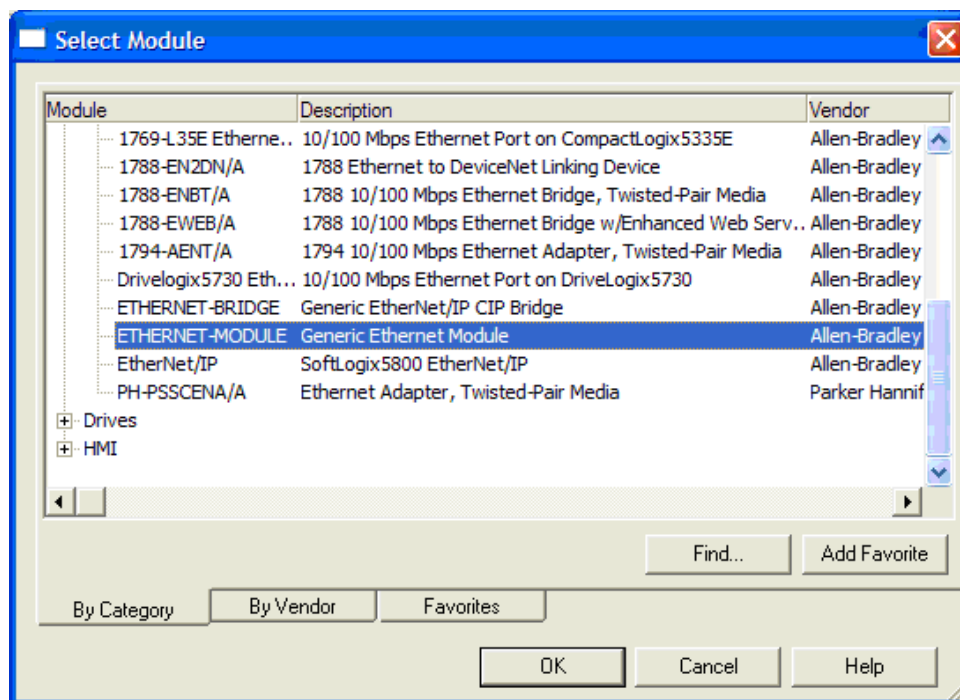 Select Module
Module Description Vendor
1769-L35E Etherne.. 10/100 Mbps Ethernet Port on CompactLogix5335E Allen-Bradley
1788-EN2DN/A 1788 Ethernet to DeviceNet Linking Device Allen-Bradley
1788-ENBT/A 1788 10/100 Mbps Ethernet Bridge, Twisted-Pair Media Allen-Bradley
1788-EWEB/A 1788 10/100 Mbps Ethernet Bridge w/Enhanced Web Serv.. Allen-Bradley
1794-AENT/A 1794 10/100 Mbps Ethernet Adapter, Twisted-Pair Media Allen-Bradley
Drivelogix5730 Eth... 10/100 Mbps Ethernet Port on DriveLogix5730 Allen-Bradley
ETHERNET-BRIDGE Generic EtherNet/IP CIP Bridge Allen-Bradley
ETHERNET-MODULE Generic Ethernet Module Allen-Bradley
EtherNet/IP SoftLogix5800 EtherNet/IP Allen-Bradley
PH-PSSCENA/A Ethernet Adapter, Twisted-Pair Media Parker Hannif
Drives
HMI
Find... Add Favorite
By Category By Vendor Favorites
OK Cancel Help